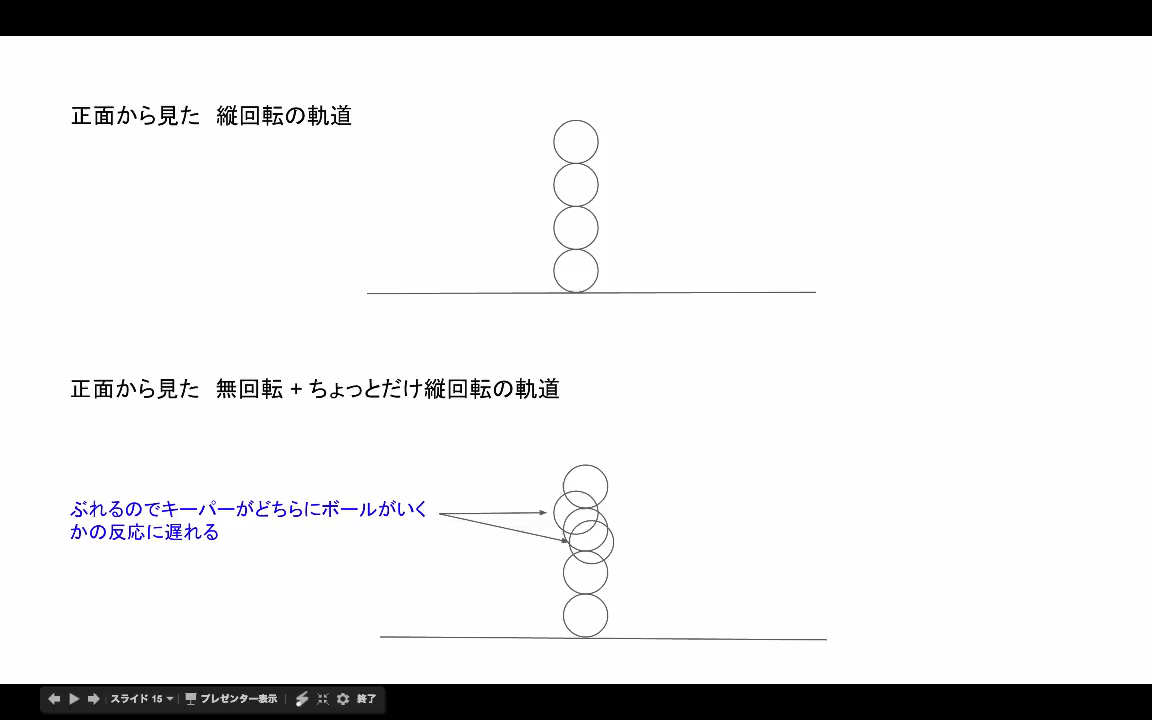 正面から見た　縦回転の軌道
正面から見た　無回転 + ちょっとだけ縦回転の軌道
ぶれるのでキーパーがどちらにボールがいく
かの反応に遅れる
スライド 15 プレゼンター表示 終了